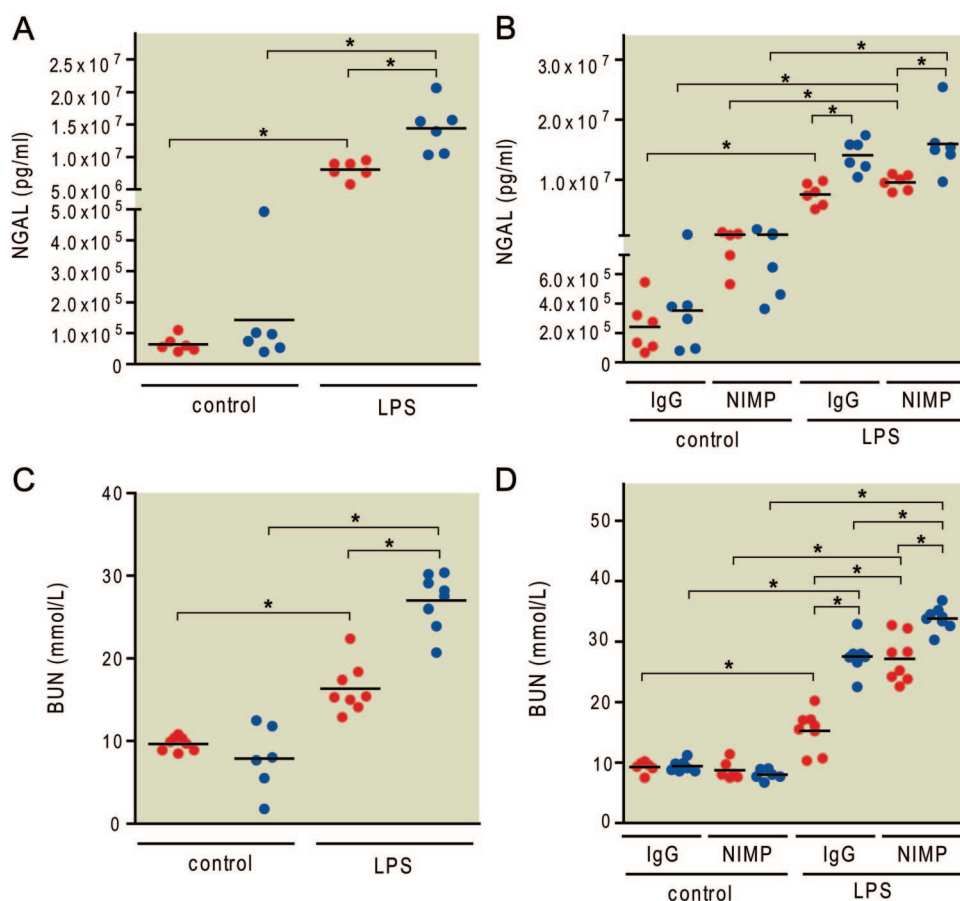 A
NGAL (pg/ml)
2.5 x 10 7
2.0 x 10 7
1.5 x 10 7
1.0 x 10 7
5.0 x 10 6
5.0 x 10 5
4.0 x 10 5
3.0 x 10 5
2.0 x 10 5
1.0 x 10 5
0
* * *
control LPS
B
NGAL (pg/ml)
3.0 x 10 7
2.0 x 10 7
1.0 x 10 7
6.0 x 10 5
4.0 x 10 5
2.0 x 10 5
0
* * * * * *
IgG NIMP IgG NIMP
control LPS
C
BUN (mmol/L)
40
30
20
10
0
* * *
control LPS
D
BUN (mmol/L)
50
40
30
20
10
0
* * * * * * * *
IgG NIMP IgG NIMP
control LPS